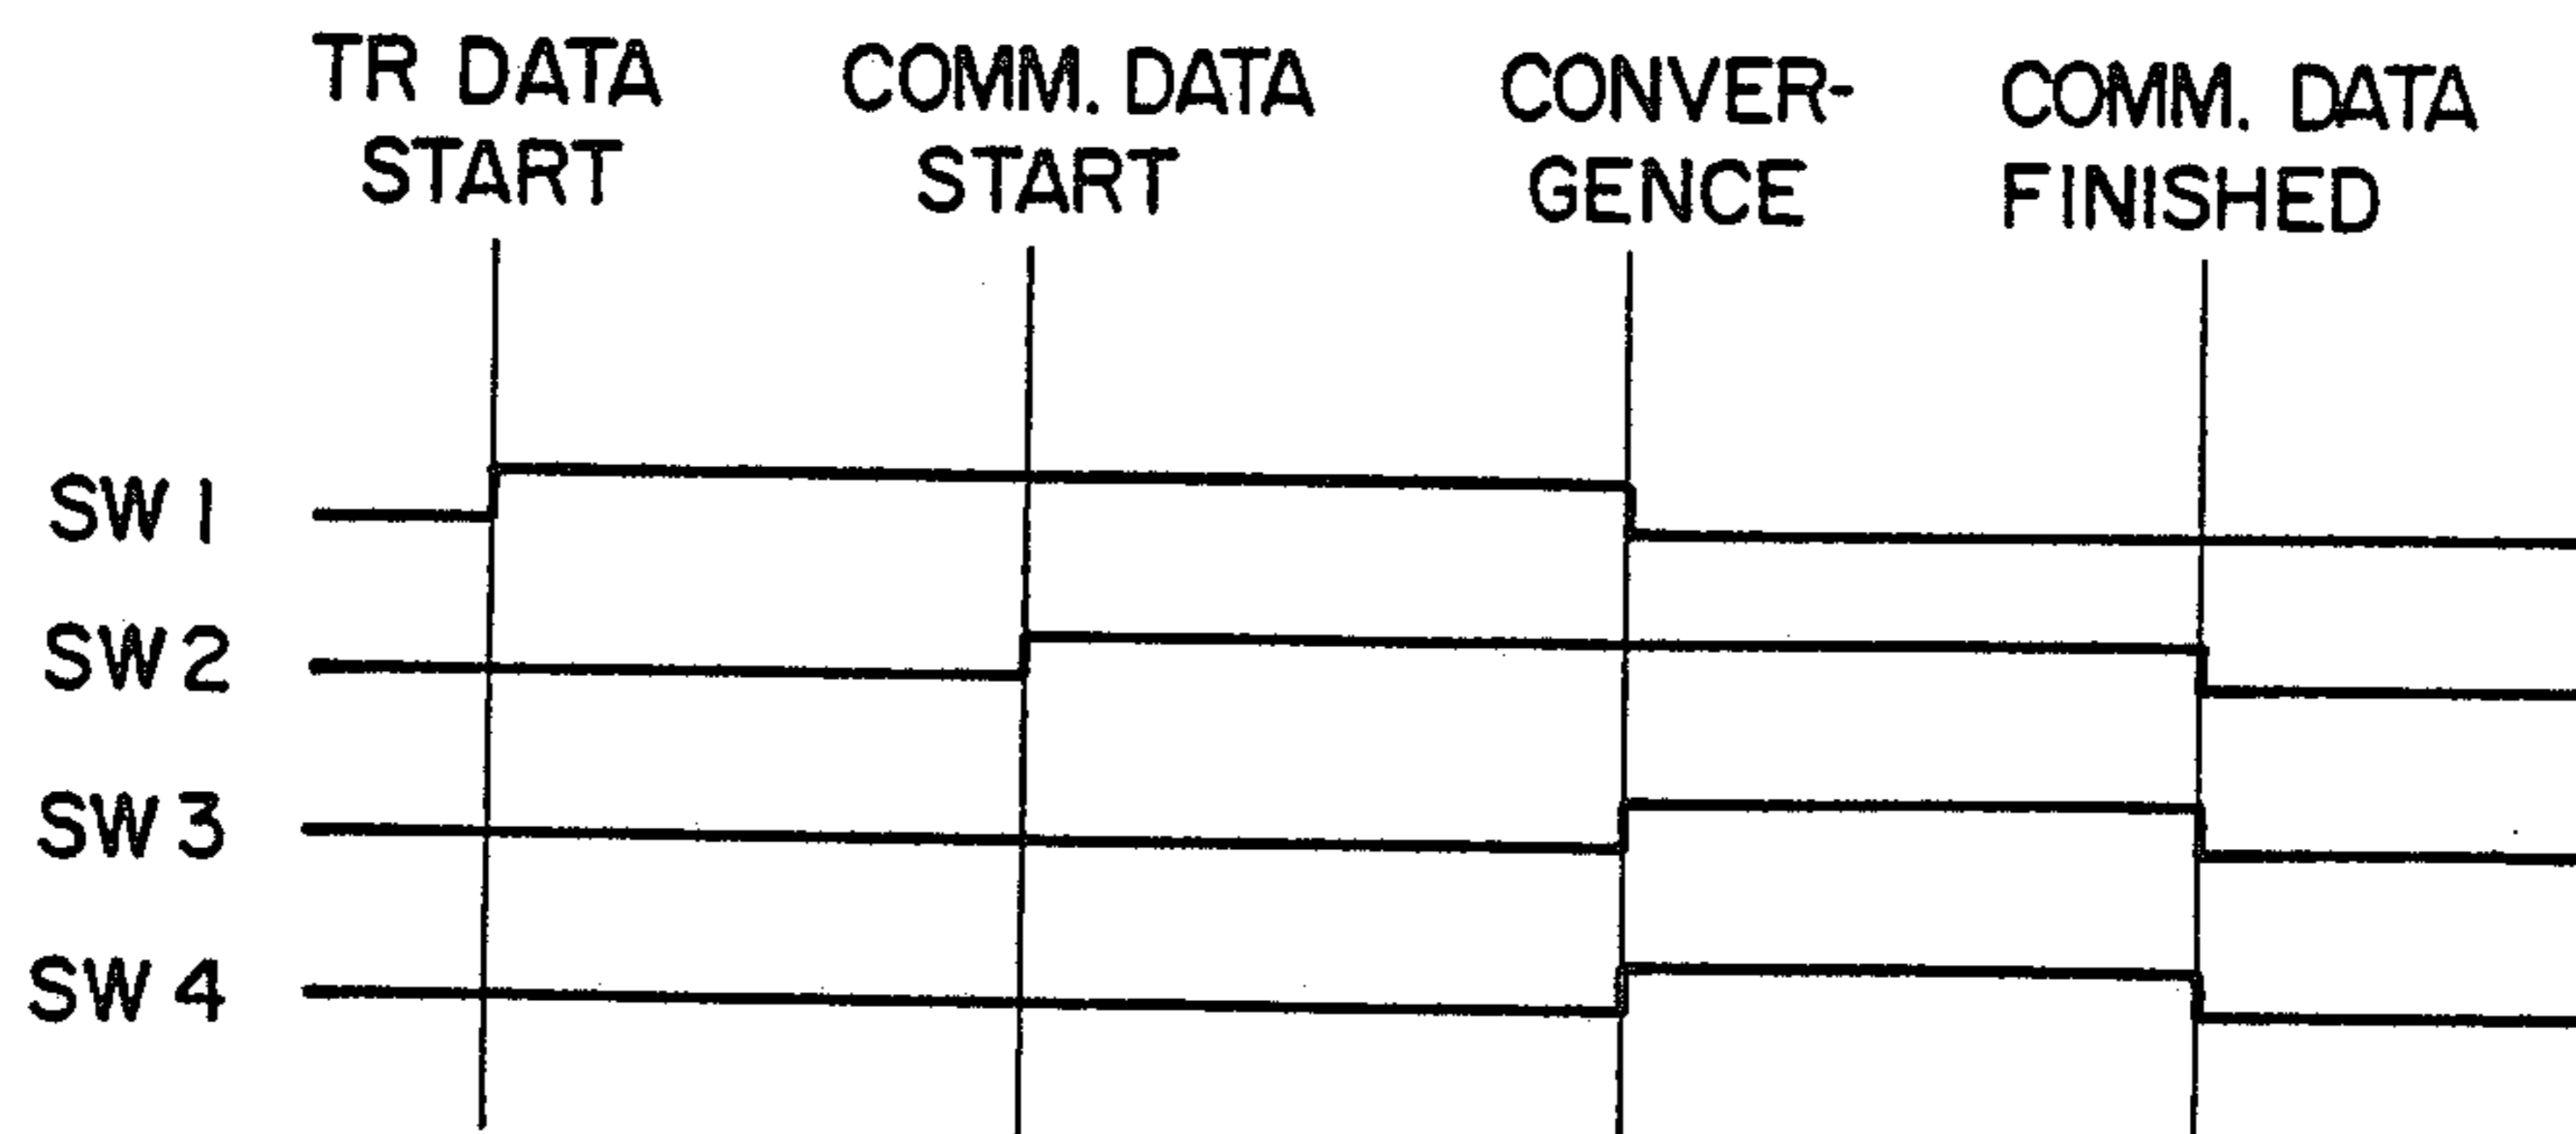 TR DATA
START
COMM. DATA
START
CONVER-
GENCE
COMM. DATA
FINISHED
SW 1
SW 2
SW 3
SW 4